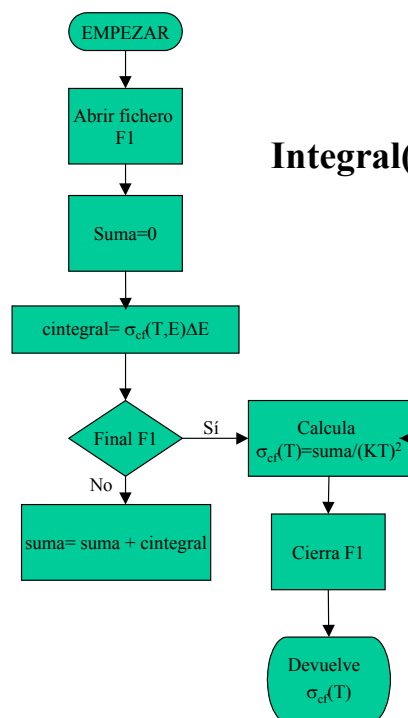 EMPEZAR
Abrir fichero
F1
Integral(
Suma=0
cintegral= σcf(T,E)ΔE
Final F1
Sí
No
Calcula
σcf(T)=suma/(KT)²
suma= suma + cintegral
Cierra F1
Devuelve
σcf(T)